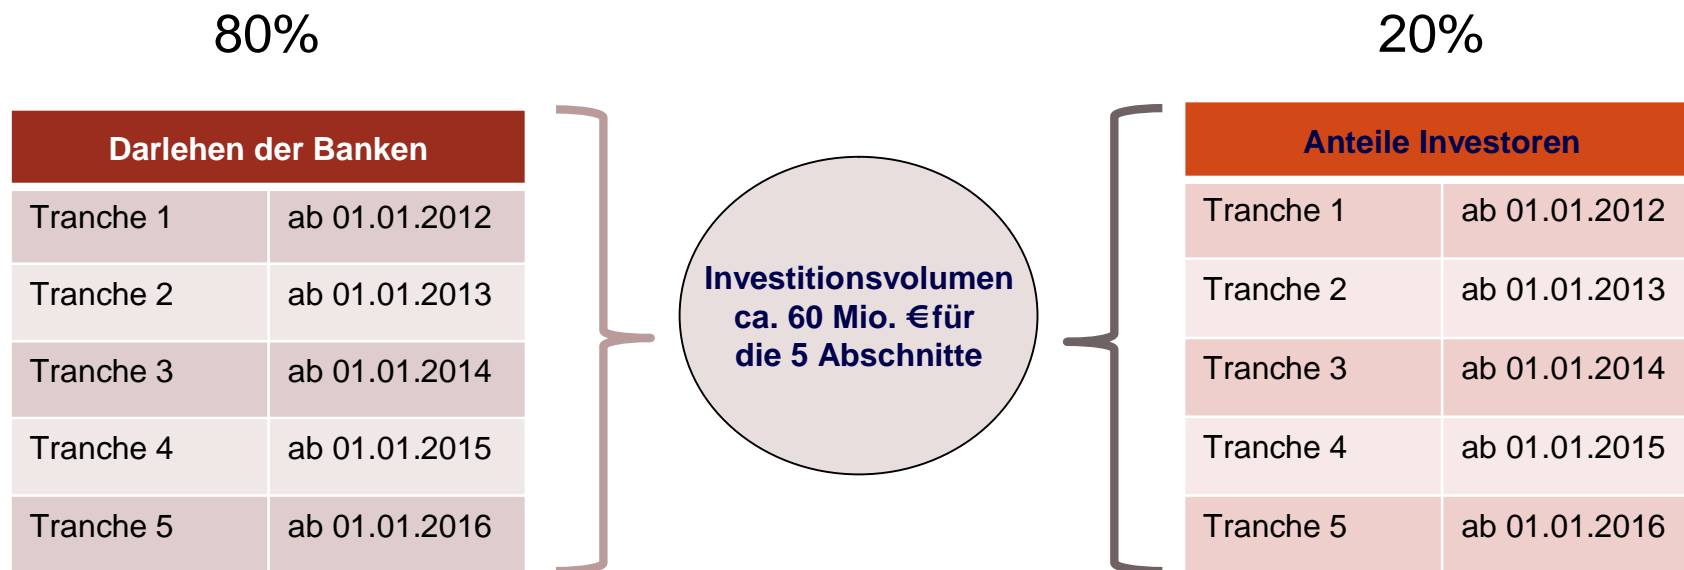 80%
20%
Darlehen der Banken
Tranche 1 ab 01.01.2012
Tranche 2 ab 01.01.2013
Tranche 3 ab 01.01.2014
Tranche 4 ab 01.01.2015
Tranche 5 ab 01.01.2016
Investitionsvolumen
ca. 60 Mio. €für
die 5 Abschnitte
Anteile Investoren
Tranche 1 ab 01.01.2012
Tranche 2 ab 01.01.2013
Tranche 3 ab 01.01.2014
Tranche 4 ab 01.01.2015
Tranche 5 ab 01.01.2016